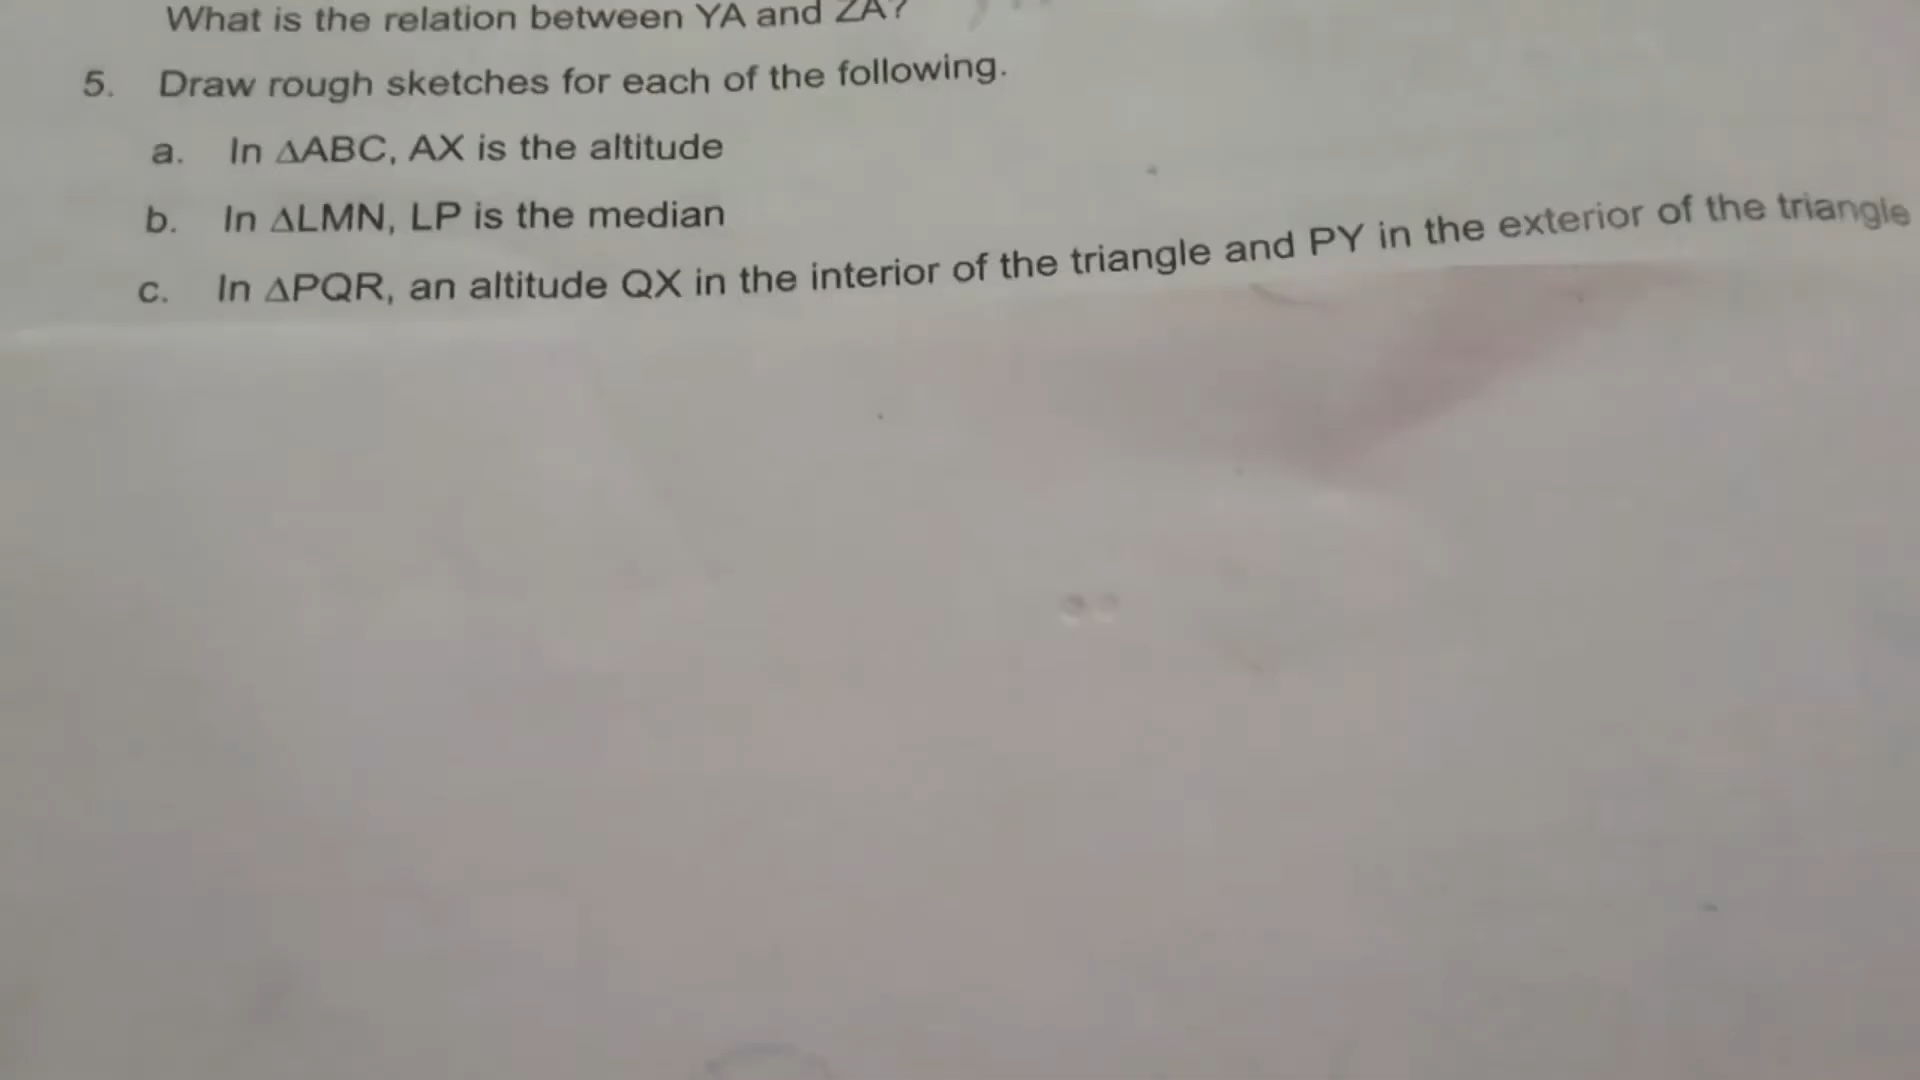 What is the relation between YA and ZA?
5. Draw rough sketches for each of the following.
a. In ΔABC, AX is the altitude
b. In ΔLMN, LP is the median
c. In ΔPQR, an altitude QX in the interior of the triangle and PY in the exterior of the triangle